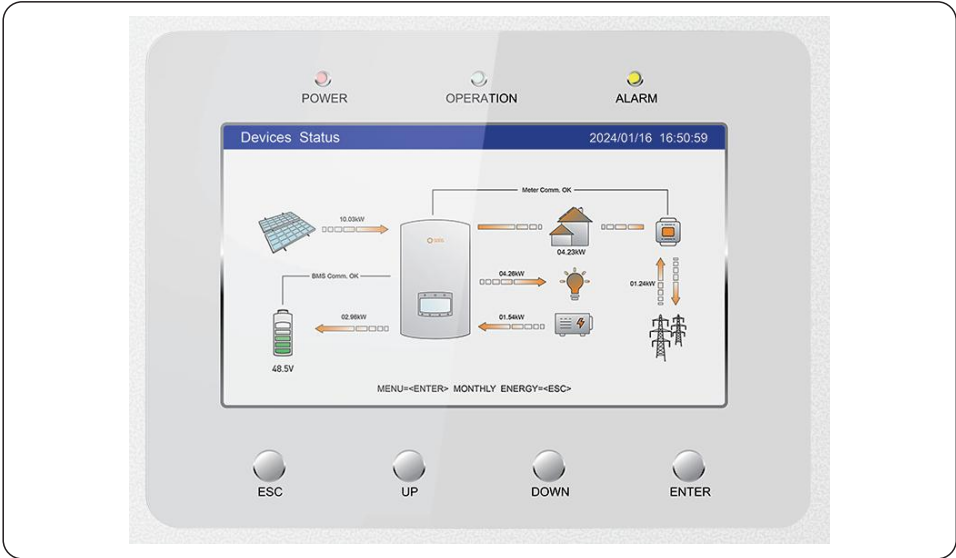 POWER
OPERATION
ALARM
Devices Status 2024/01/16 16:50:59
Meter Comm. OK
10.03kW
04.23kW
BMS Comm. OK
04.26kW
01.24kW
02.96kW
01.54kW
48.5V
MENU=<ENTER> MONTHLY ENERGY=<ESC>
ESC
UP
DOWN
ENTER